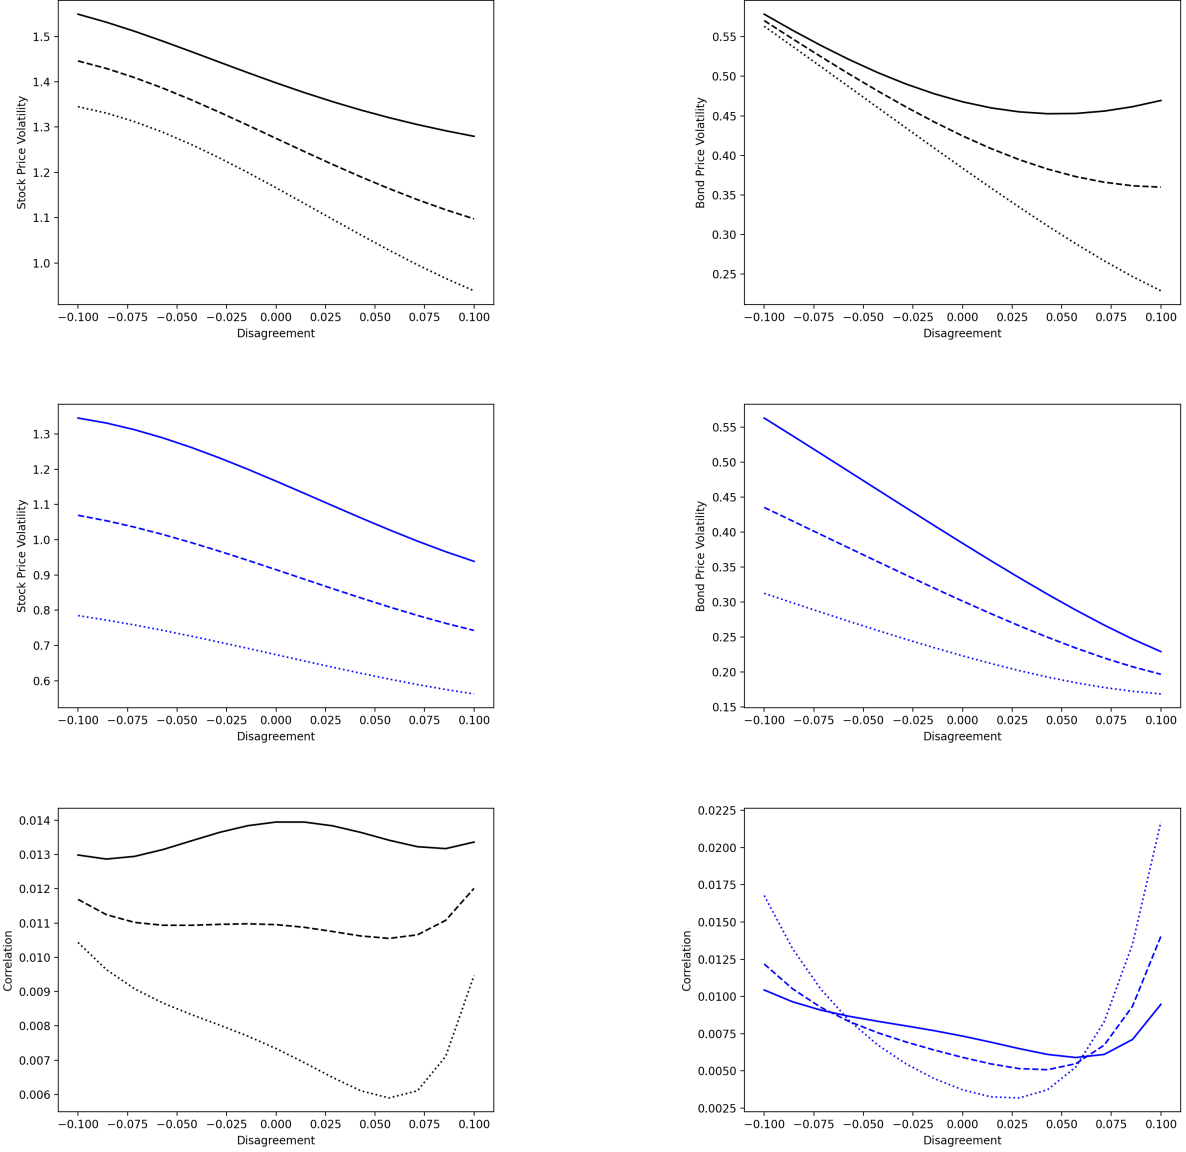 Stock Price Volatility
1.5
1.4
1.3
1.2
1.1
1.0
−0.100 −0.075 −0.050 −0.025 0.000 0.025 0.050 0.075 0.100
Disagreement
Bond Price Volatility
0.55
0.50
0.45
0.40
0.35
0.30
0.25
−0.100 −0.075 −0.050 −0.025 0.000 0.025 0.050 0.075 0.100
Disagreement
Stock Price Volatility
1.3
1.2
1.1
1.0
0.9
0.8
0.7
0.6
−0.100 −0.075 −0.050 −0.025 0.000 0.025 0.050 0.075 0.100
Disagreement
Bond Price Volatility
0.55
0.50
0.45
0.40
0.35
0.30
0.25
0.20
0.15
−0.100 −0.075 −0.050 −0.025 0.000 0.025 0.050 0.075 0.100
Disagreement
Correlation
0.014
0.013
0.012
0.011
0.010
0.009
0.008
0.007
0.006
−0.100 −0.075 −0.050 −0.025 0.000 0.025 0.050 0.075 0.100
Disagreement
Correlation
0.0225
0.0200
0.0175
0.0150
0.0125
0.0100
0.0075
0.0050
0.0025
−0.100 −0.075 −0.050 −0.025 0.000 0.025 0.050 0.075 0.100
Disagreement